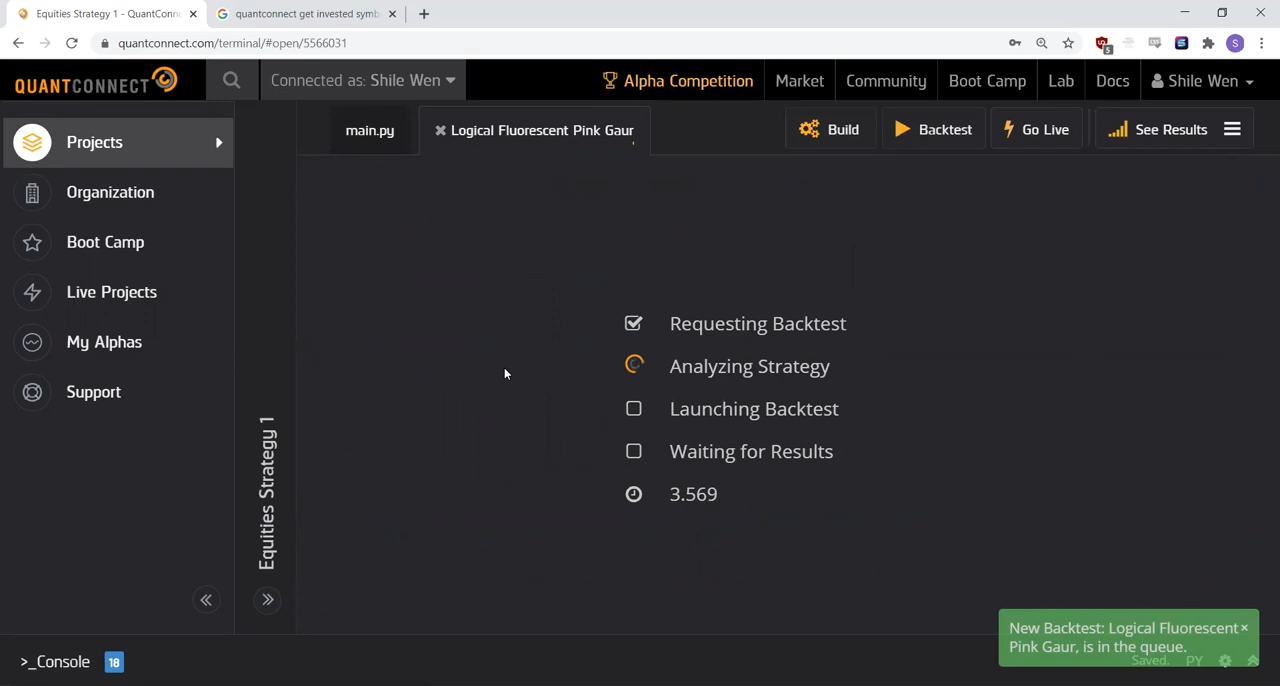 Equities Strategy 1 - QuantConn
quantconnect get invested symb
quantconnect.com/terminal/#open/5566031
5
S
QUANTCONNECT
Connected as: Shile Wen
Alpha Competition
Market
Community
Boot Camp
Lab
Docs
Shile Wen
Projects
Organization
Boot Camp
Live Projects
My Alphas
Support
Equities Strategy 1
main.py
Logical Fluorescent Pink Gaur
Build
Backtest
Go Live
See Results
Requesting Backtest
Analyzing Strategy
Launching Backtest
Waiting for Results
3.569
New Backtest: Logical Fluorescent
Pink Gaur, is in the queue.
Saved.
PY
>_Console
18